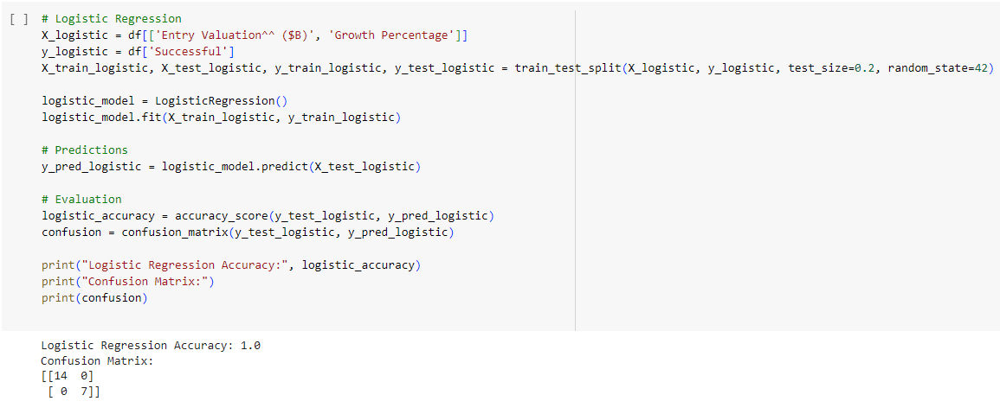 [ ] # Logistic Regression
X_logistic = df[['Entry Valuation^^ ($B)', 'Growth Percentage']]
y_logistic = df['Successful']
X_train_logistic, X_test_logistic, y_train_logistic, y_test_logistic = train_test_split(X_logistic, y_logistic, test_size=0.2, random_state=42)
logistic_model = LogisticRegression()
logistic_model.fit(X_train_logistic, y_train_logistic)
# Predictions
y_pred_logistic = logistic_model.predict(X_test_logistic)
# Evaluation
logistic_accuracy = accuracy_score(y_test_logistic, y_pred_logistic)
confusion = confusion_matrix(y_test_logistic, y_pred_logistic)
print("Logistic Regression Accuracy:", logistic_accuracy)
print("Confusion Matrix:")
print(confusion)
Logistic Regression Accuracy: 1.0
Confusion Matrix:
[[14  0]
 [ 0  7]]